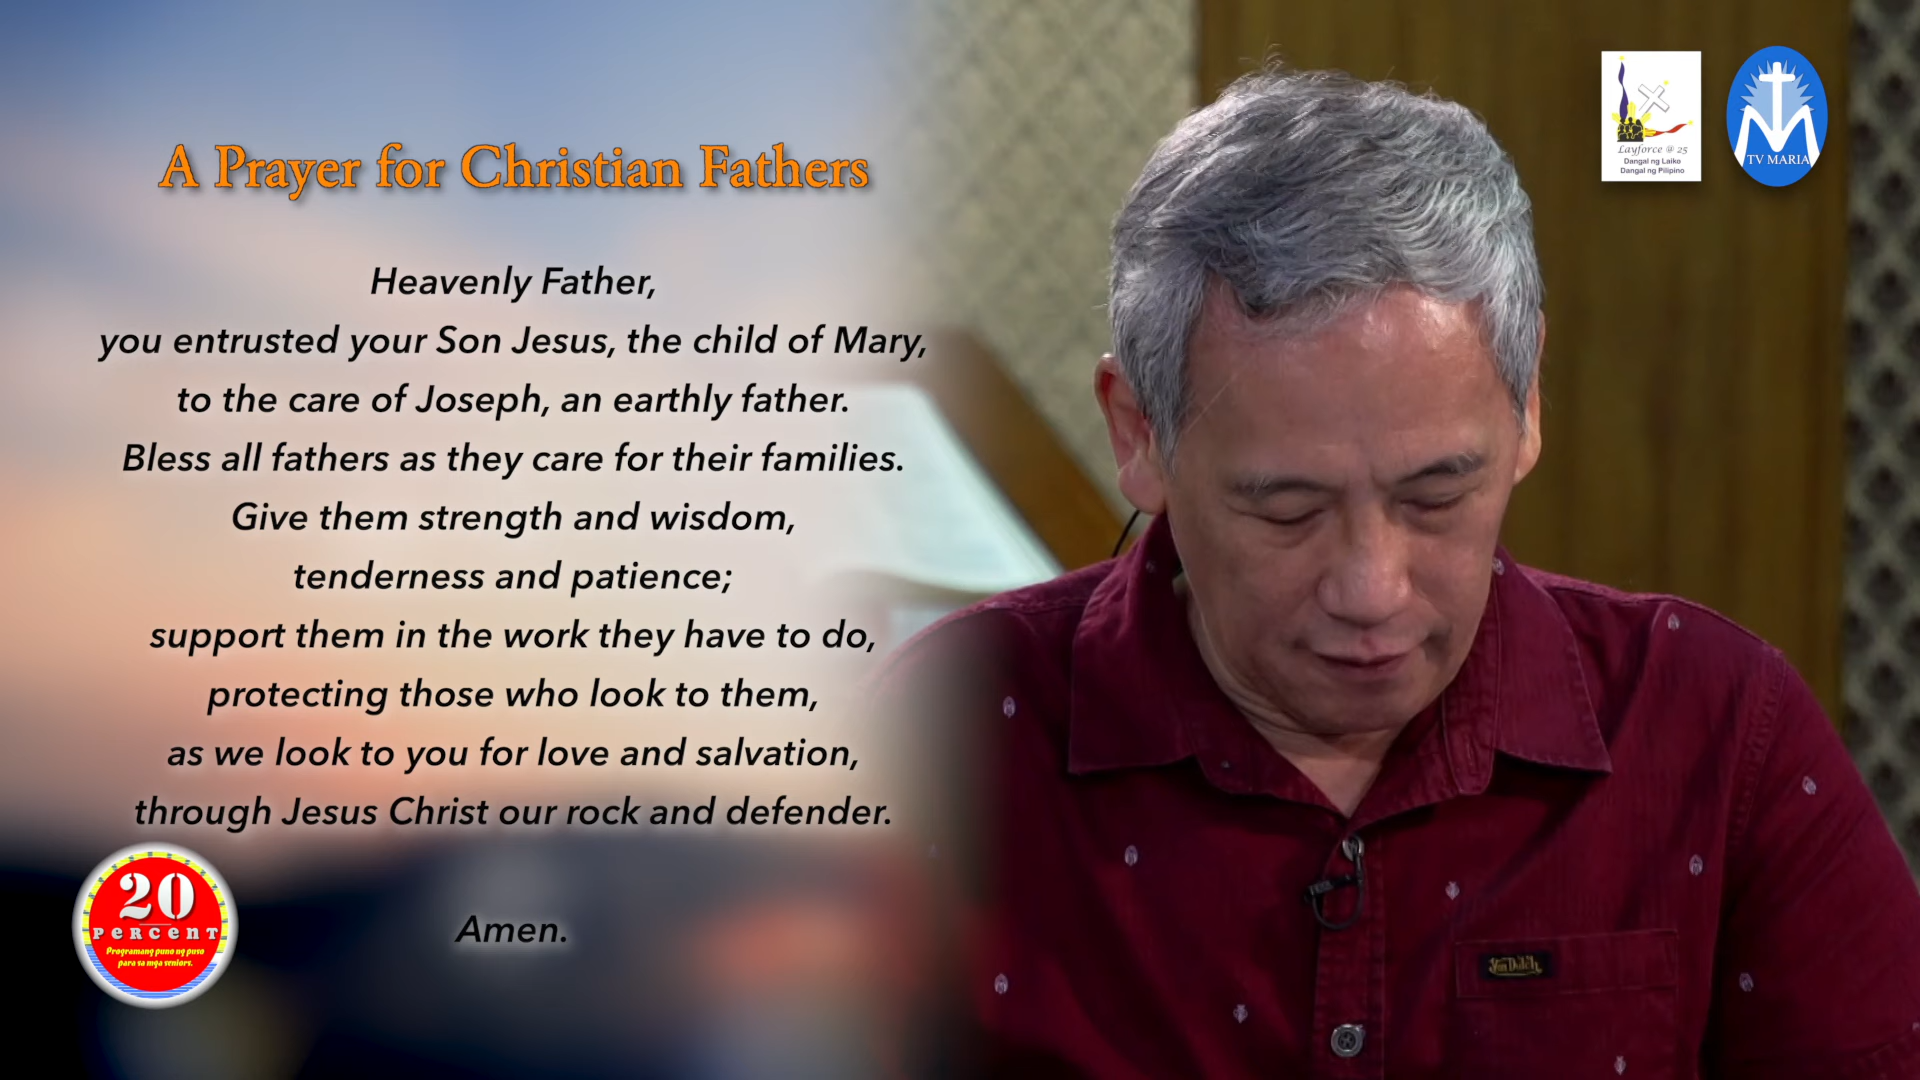 A Prayer for Christian Fathers
Heavenly Father,
you entrusted your Son Jesus, the child of Mary,
to the care of Joseph, an earthly father.
Bless all fathers as they care for their families.
Give them strength and wisdom,
tenderness and patience;
support them in the work they have to do,
protecting those who look to them,
as we look to you for love and salvation,
through Jesus Christ our rock and defender.
Amen.
20
PERCENT
Programang puno ng puso
para sa mga seniors.
Layforce @ 25
Dangal ng Laiko
Dangal ng Pilipino
TV MARIA
Von Dutch